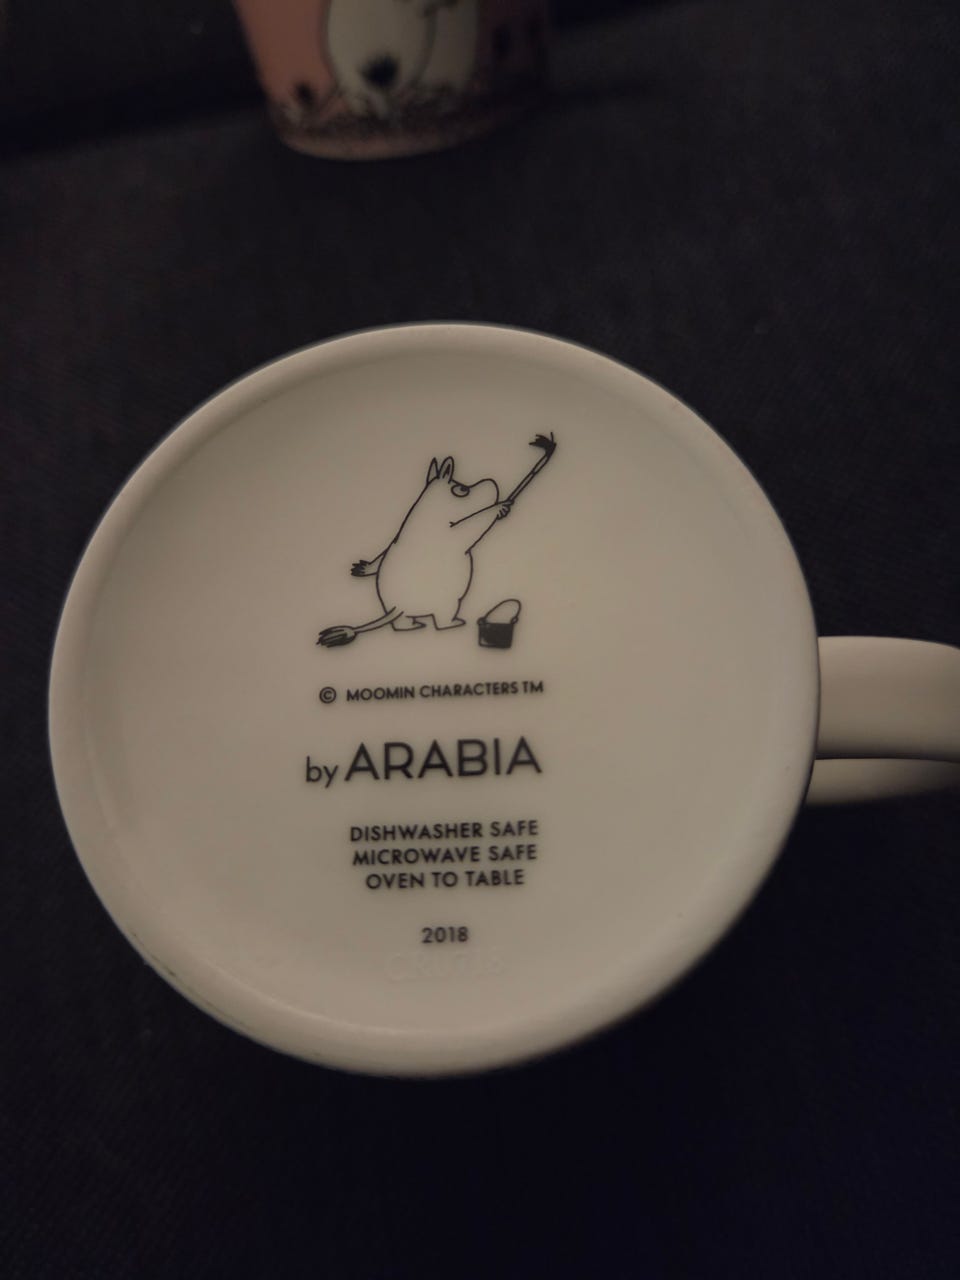 © MOOMIN CHARACTERS TM
by ARABIA
DISHWASHER SAFE
MICROWAVE SAFE
OVEN TO TABLE
2018